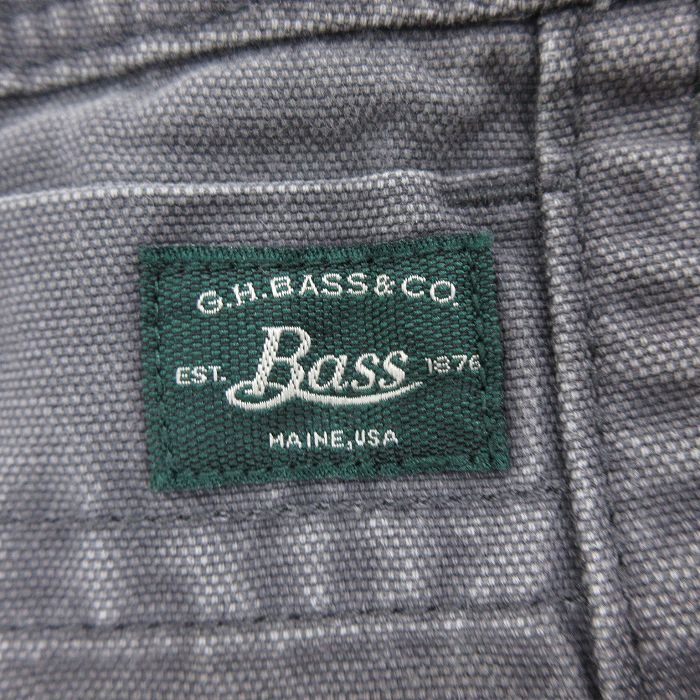 G.H.BASS&CO.
EST. Bass 1876
MAINE, USA